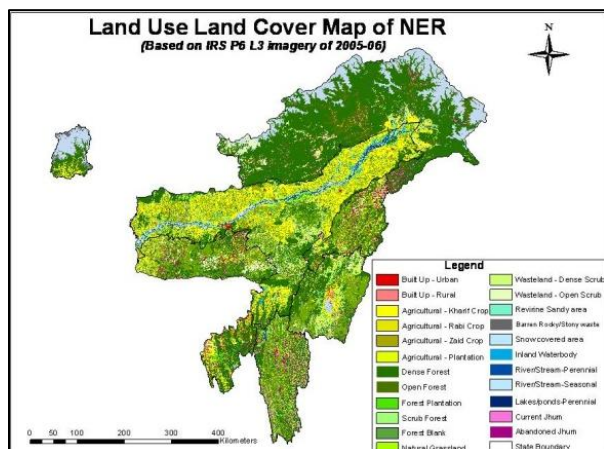 Land Use Land Cover Map of NER
(Based on IRS P6 L3 imagery of 2005-06)
N
Legend
Built Up - Urban
Built Up - Rural
Agricultural - Kharif Crop
Agricultural - Rabi Crop
Agricultural - Zaid Crop
Agricultural - Plantation
Dense Forest
Open Forest
Forest Plantation
Scrub Forest
Forest Blank
Natural Grassland
Wasteland - Dense Scrub
Wasteland - Open Scrub
Revirine Sandy area
Barren Rocky/Stony waste
Snow covered area
Inland Waterbody
River/Stream-Perennial
River/Stream-Seasonal
Lakes/ponds-Perennial
Current Jhum
Abandoned Jhum
State Boundary
0 50 100 200 300 400
Kilometers